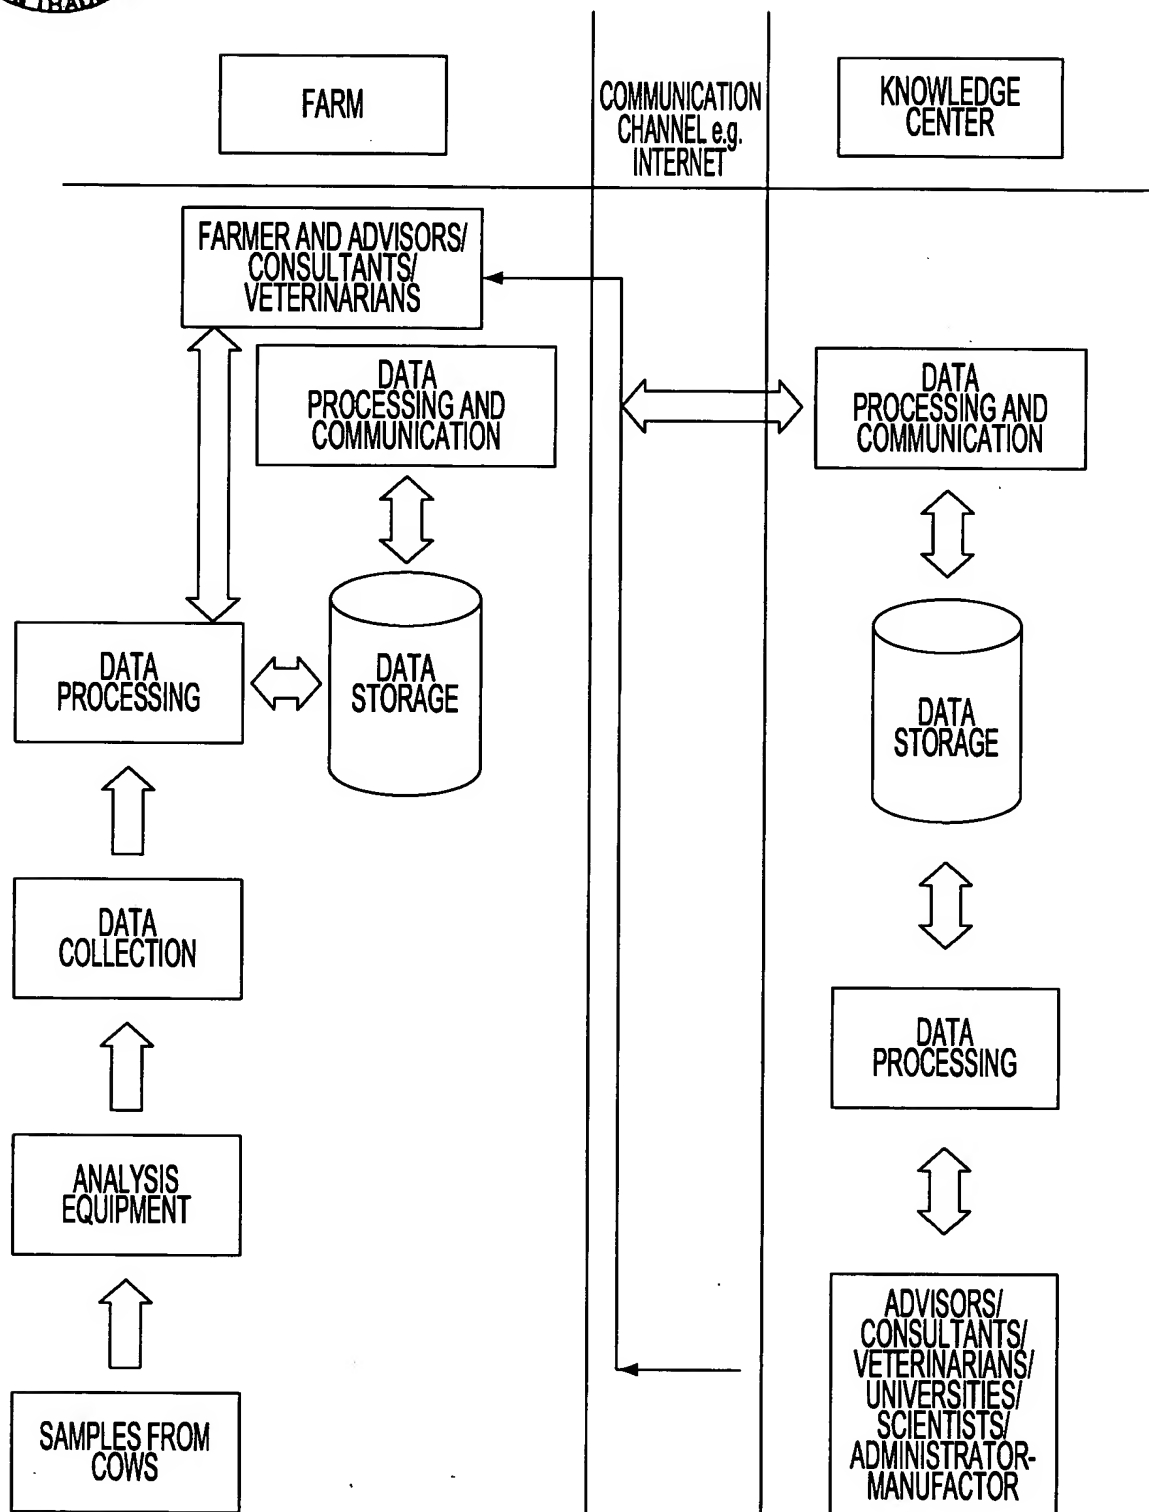 FARM
COMMUNICATION
CHANNEL e.g.
INTERNET
KNOWLEDGE
CENTER
FARMER AND ADVISORS/
CONSULTANTS/
VETERINARIANS
DATA
PROCESSING AND
COMMUNICATION
DATA
PROCESSING AND
COMMUNICATION
DATA
PROCESSING
DATA
STORAGE
DATA
STORAGE
DATA
COLLECTION
DATA
PROCESSING
ANALYSIS
EQUIPMENT
SAMPLES FROM
COWS
ADVISORS/
CONSULTANTS/
VETERINARIANS/
UNIVERSITIES/
SCIENTISTS/
ADMINISTRATOR-
MANUFACTOR